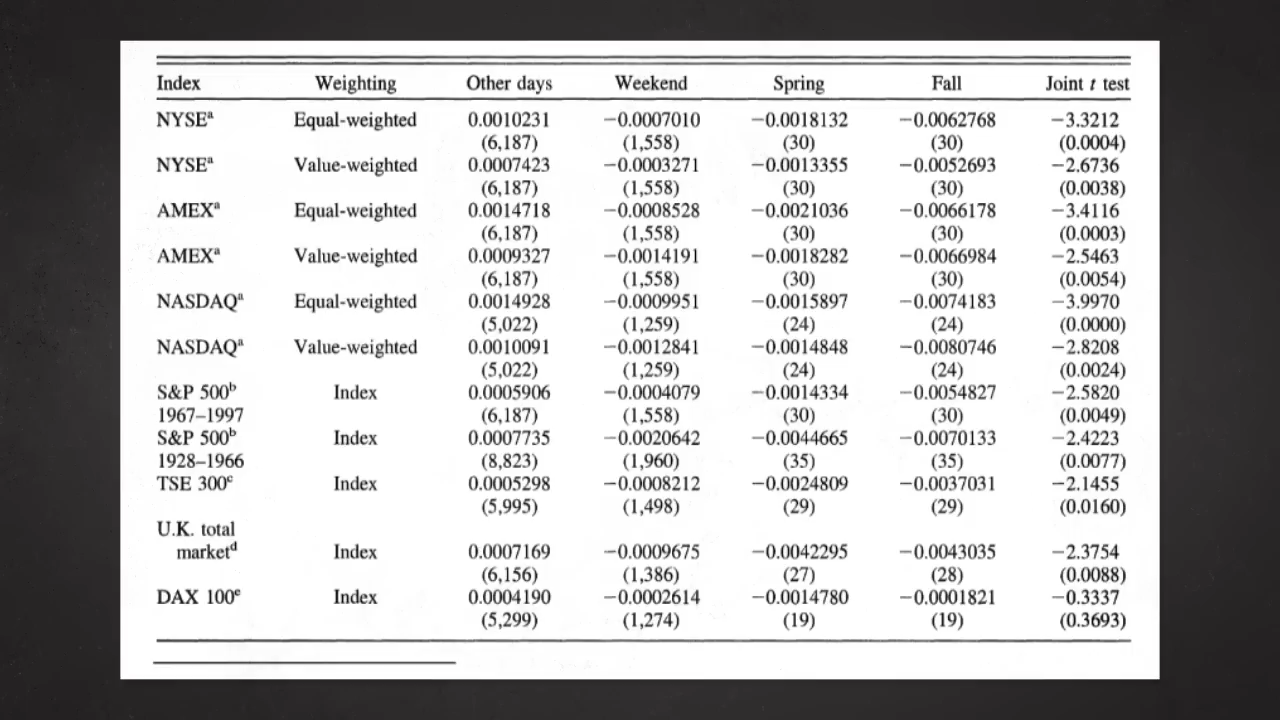 Index Weighting Other days Weekend Spring Fall Joint t test
NYSEᵃ Equal-weighted 0.0010231 −0.0007010 −0.0018132 −0.0062768 −3.3212
(6,187) (1,558) (30) (30) (0.0004)
NYSEᵃ Value-weighted 0.0007423 −0.0003271 −0.0013355 −0.0052693 −2.6736
(6,187) (1,558) (30) (30) (0.0038)
AMEXᵃ Equal-weighted 0.0014718 −0.0008528 −0.0021036 −0.0066178 −3.4116
(6,187) (1,558) (30) (30) (0.0003)
AMEXᵃ Value-weighted 0.0009327 −0.0014191 −0.0018282 −0.0066984 −2.5463
(6,187) (1,558) (30) (30) (0.0054)
NASDAQᵃ Equal-weighted 0.0014928 −0.0009951 −0.0015897 −0.0074183 −3.9970
(5,022) (1,259) (24) (24) (0.0000)
NASDAQᵃ Value-weighted 0.0010091 −0.0012841 −0.0014848 −0.0080746 −2.8208
(5,022) (1,259) (24) (24) (0.0024)
S&P 500ᵇ Index 0.0005906 −0.0004079 −0.0014334 −0.0054827 −2.5820
1967–1997 (6,187) (1,558) (30) (30) (0.0049)
S&P 500ᵇ Index 0.0007735 −0.0020642 −0.0044665 −0.0070133 −2.4223
1928–1966 (8,823) (1,960) (35) (35) (0.0077)
TSE 300ᶜ Index 0.0005298 −0.0008212 −0.0024809 −0.0037031 −2.1455
(5,995) (1,498) (29) (29) (0.0160)
U.K. total
marketᵈ Index 0.0007169 −0.0009675 −0.0042295 −0.0043035 −2.3754
(6,156) (1,386) (27) (28) (0.0088)
DAX 100ᵉ Index 0.0004190 −0.0002614 −0.0014780 −0.0001821 −0.3337
(5,299) (1,274) (19) (19) (0.3693)